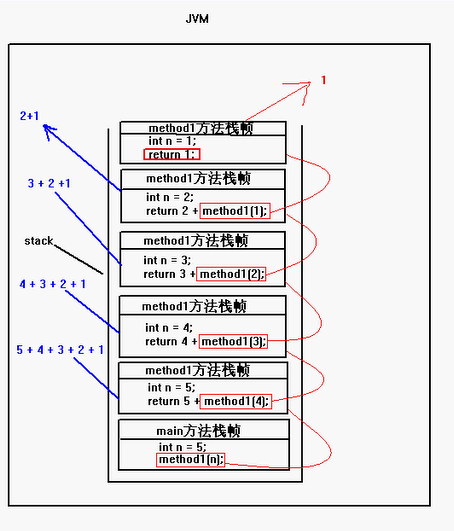 JVM
1
method1方法栈帧
int n = 1;
return 1;
2+1
method1方法栈帧
int n = 2;
return 2 + method1(1);
3 + 2 +1
method1方法栈帧
int n = 3;
return 3 + method1(2);
stack
4 + 3 + 2 + 1
method1方法栈帧
int n = 4;
return 4 + method1(3);
5 + 4 + 3 + 2 + 1
method1方法栈帧
int n = 5;
return 5 + method1(4);
main方法栈帧
int n = 5;
method1(n);